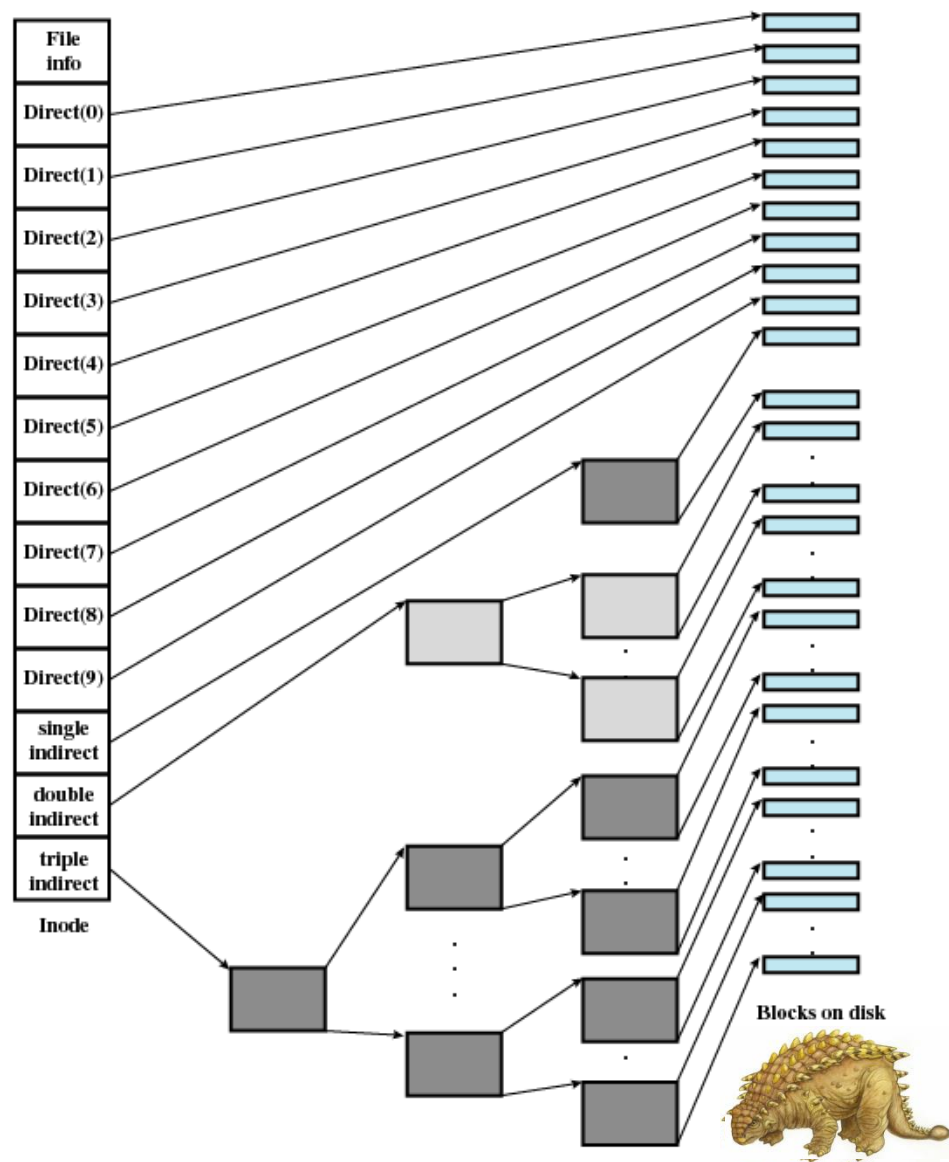 File
info
Direct(0)
Direct(1)
Direct(2)
Direct(3)
Direct(4)
Direct(5)
Direct(6)
Direct(7)
Direct(8)
Direct(9)
single
indirect
double
indirect
triple
indirect
Inode
Blocks on disk